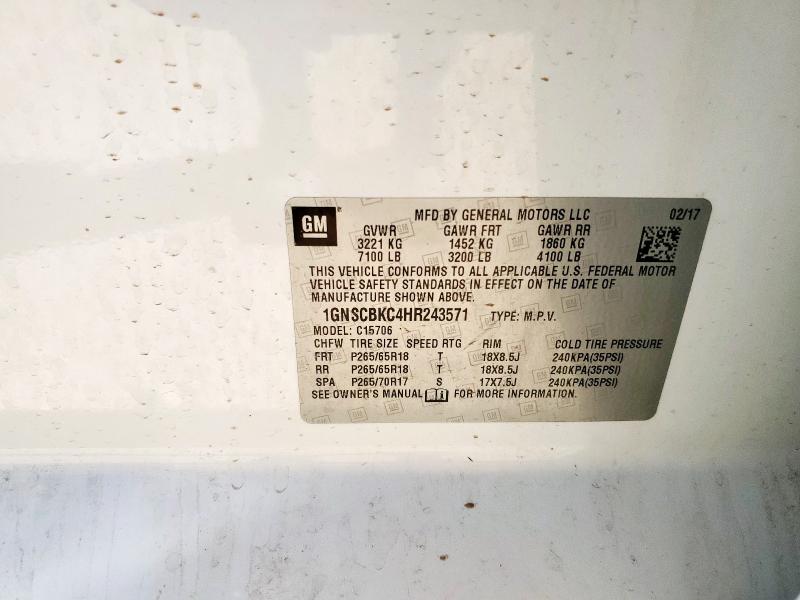 GM
MFD BY GENERAL MOTORS LLC 02/17
GVWR GAWR FRT GAWR RR
3221 KG 1452 KG 1860 KG
7100 LB 3200 LB 4100 LB
THIS VEHICLE CONFORMS TO ALL APPLICABLE U.S. FEDERAL MOTOR
VEHICLE SAFETY STANDARDS IN EFFECT ON THE DATE OF
MANUFACTURE SHOWN ABOVE.
1GNSCBKC4HR243571 TYPE: M.P.V.
MODEL: C15706
CHFW TIRE SIZE SPEED RTG RIM COLD TIRE PRESSURE
FRT P265/65R18 T 18X8.5J 240KPA(35PSI)
RR P265/65R18 T 18X8.5J 240KPA(35PSI)
SPA P265/70R17 S 17X7.5J 240KPA(35PSI)
SEE OWNER'S MANUAL FOR MORE INFORMATION.